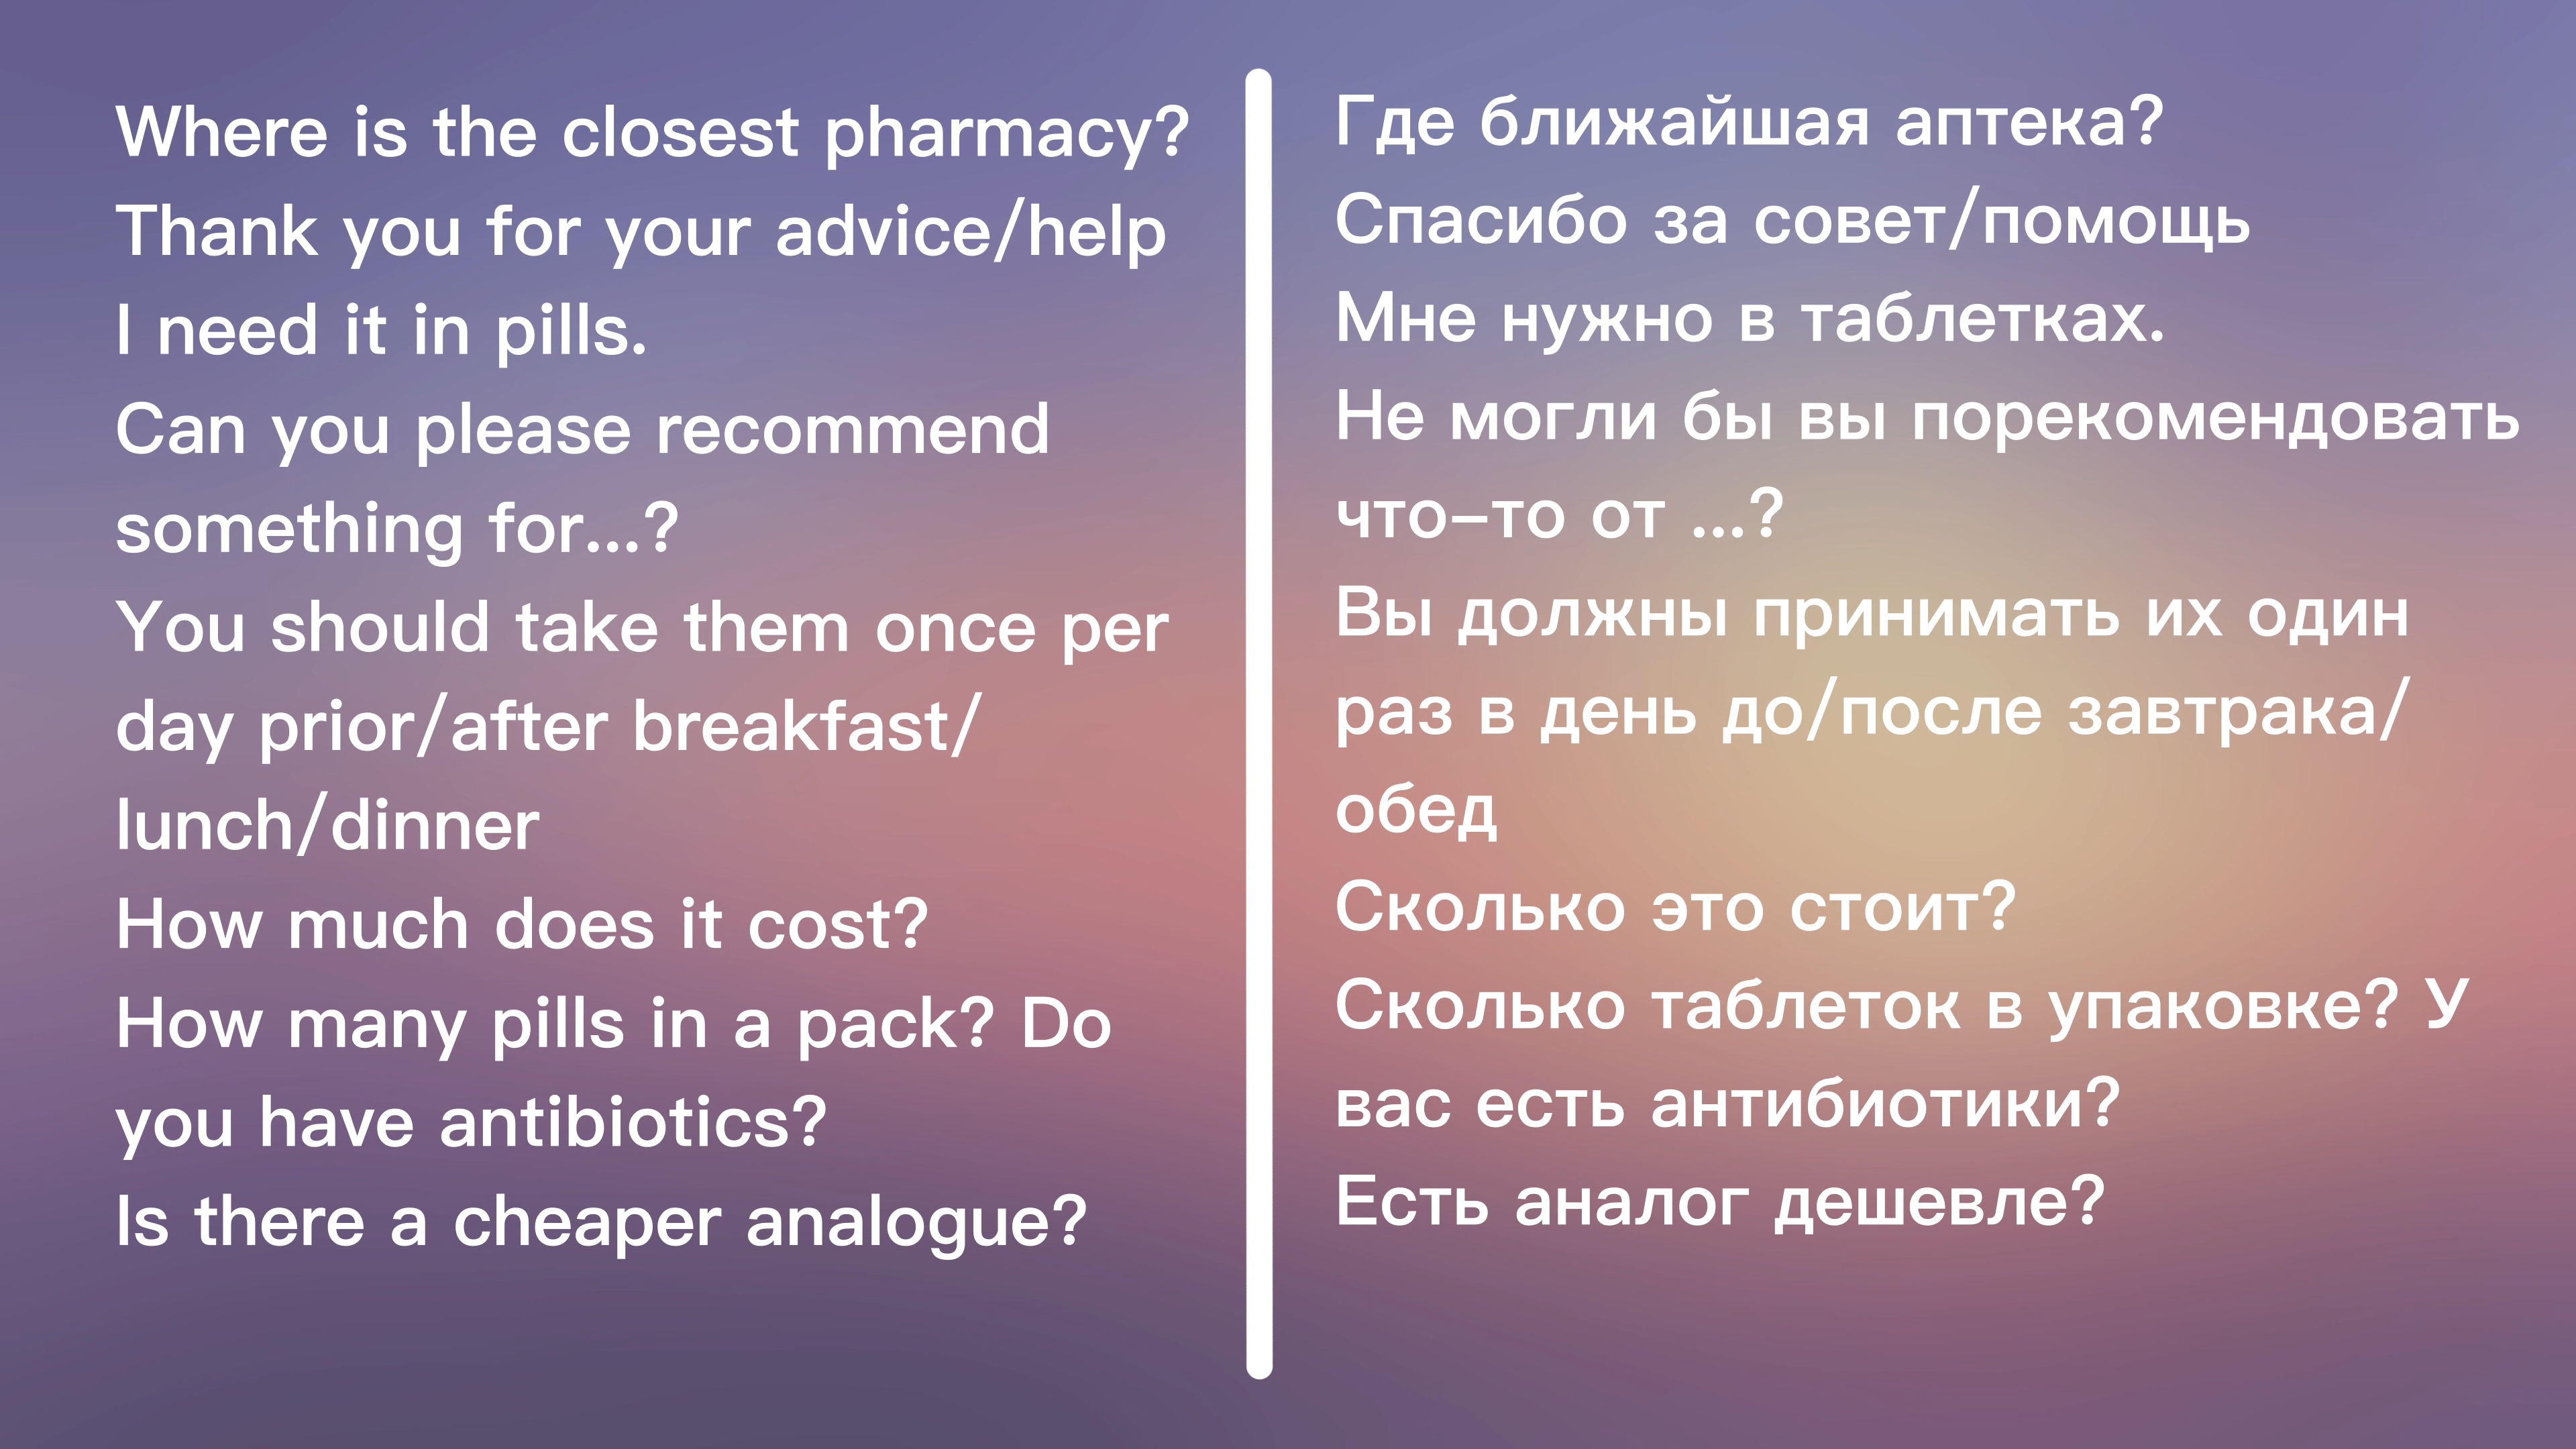 Where is the closest pharmacy?
Thank you for your advice/help
I need it in pills.
Can you please recommend
something for...?
You should take them once per
day prior/after breakfast/
lunch/dinner
How much does it cost?
How many pills in a pack? Do
you have antibiotics?
Is there a cheaper analogue?
Где ближайшая аптека?
Спасибо за совет/помощь
Мне нужно в таблетках.
Не могли бы вы порекомендовать
что-то от ...?
Вы должны принимать их один
раз в день до/после завтрака/
обед
Сколько это стоит?
Сколько таблеток в упаковке? У
вас есть антибиотики?
Есть аналог дешевле?